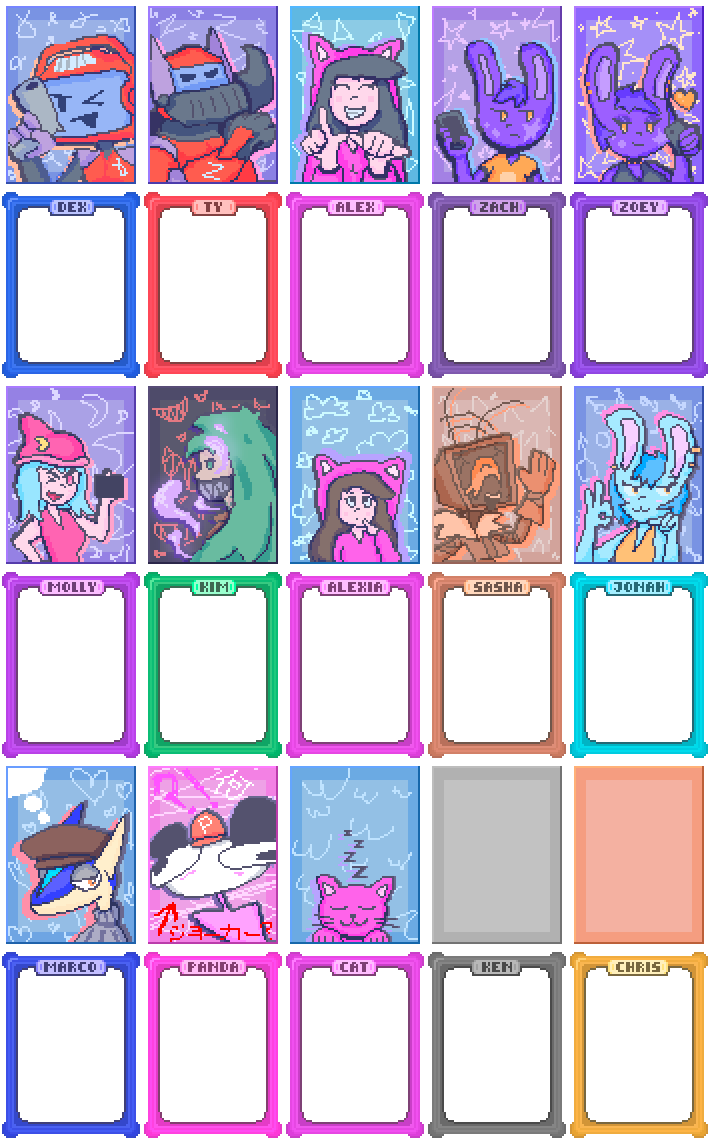 DEX TY ALEX ZACH ZOEY
MOLLY KIM ALEXIA SASHA JONAH
P
z
z
z
Z
ジョーカー?
MARCO PANDA CAT KEN CHRIS